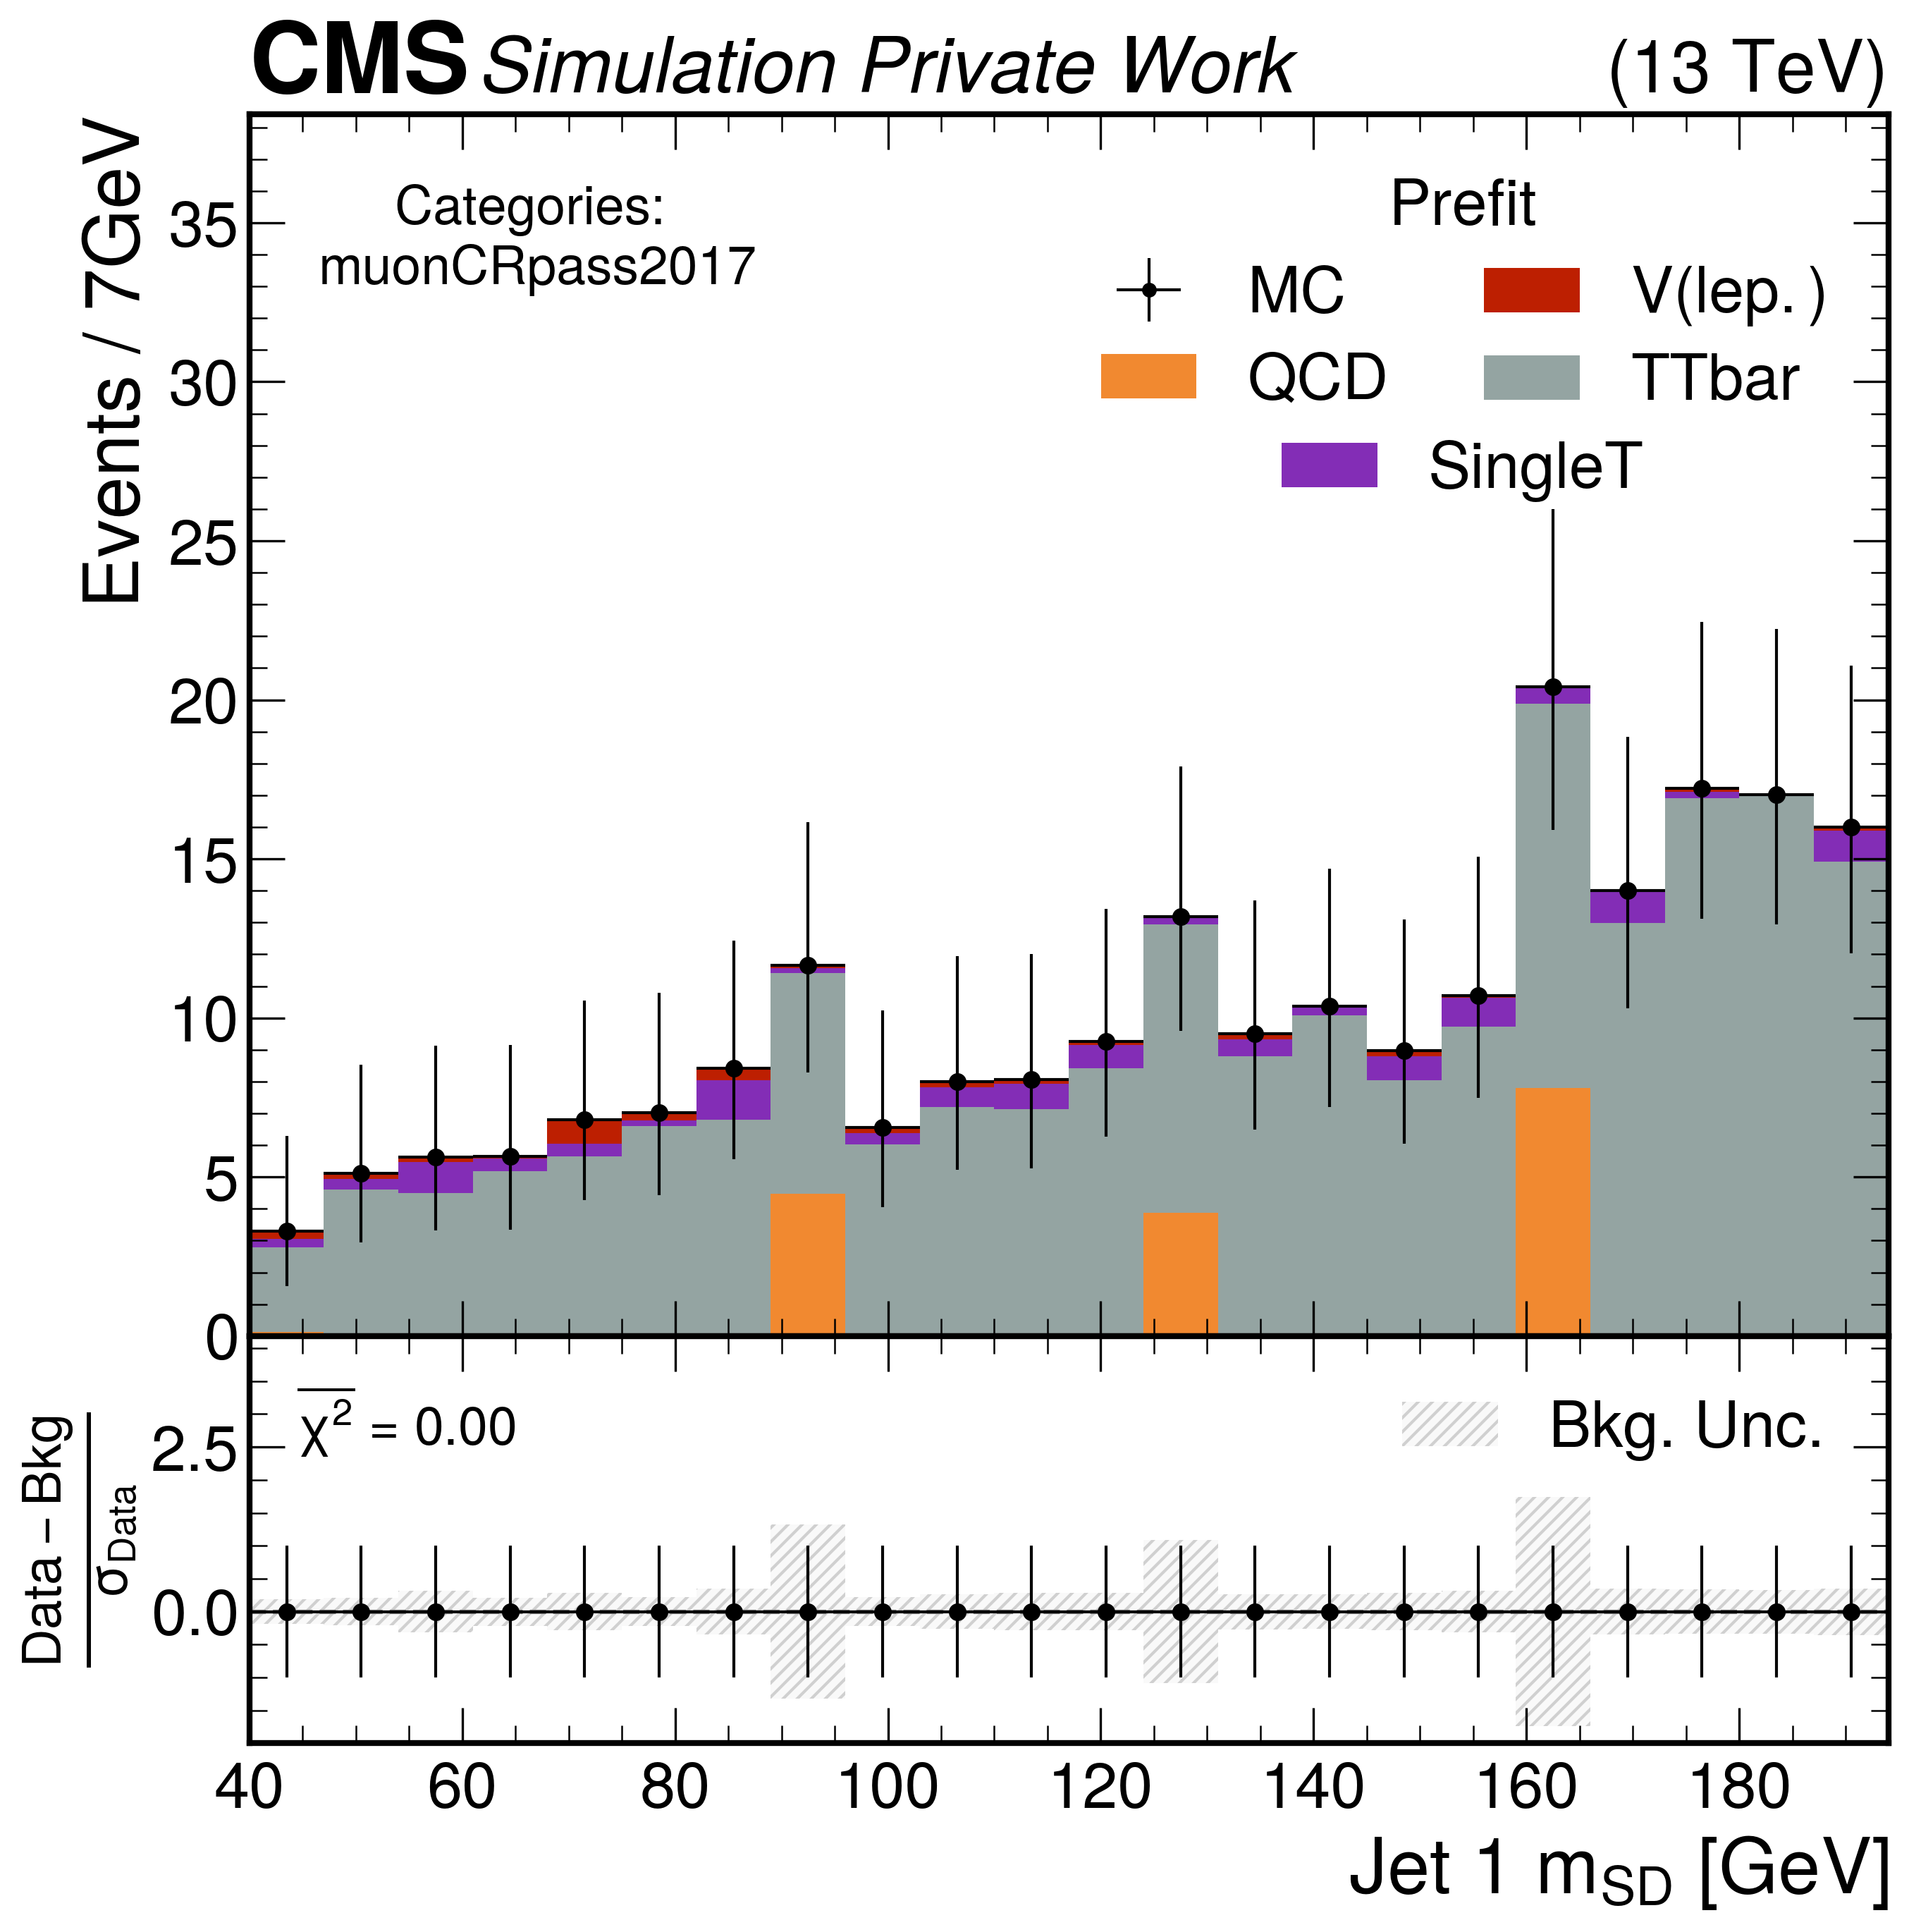 CMS Simulation Private Work (13 TeV)
Events / 7GeV
35
30
25
20
15
10
5
0
Categories:
muonCRpass2017
Prefit
MC V(lep.)
QCD TTbar
SingleT
Data − Bkg
σData
2.5
0.0
χ² = 0.00
Bkg. Unc.
40 60 80 100 120 140 160 180
Jet 1 mSD [GeV]